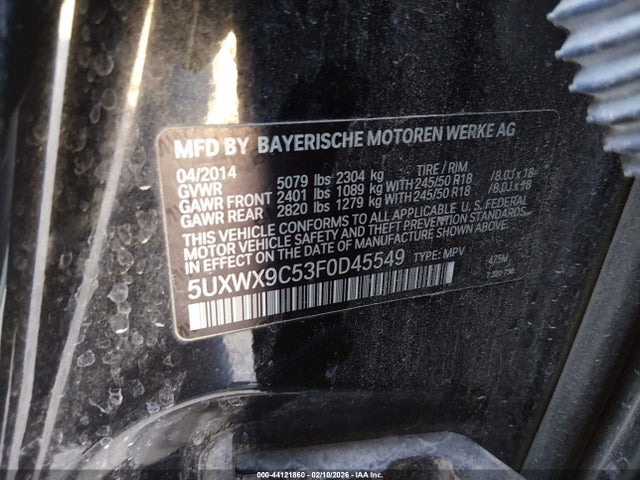 MFD BY BAYERISCHE MOTOREN WERKE AG
04/2014 TIRE / RIM
GVWR 5079 lbs 2304 kg
GAWR FRONT 2401 lbs 1089 kg WITH 245/50 R18 /8.0J x 18
GAWR REAR 2820 lbs 1279 kg WITH 245/50 R18 /8.0J x 18
THIS VEHICLE CONFORMS TO ALL APPLICABLE U.S. FEDERAL
MOTOR VEHICLE SAFETY AND THEFT PREVENTION STANDARDS
IN EFFECT ON THE DATE OF MANUFACTURE SHOWN ABOVE.
5UXWX9C53F0D45549 TYPE: MPV 475M
000-44121860 - 02/10/2026 - IAAI.COM